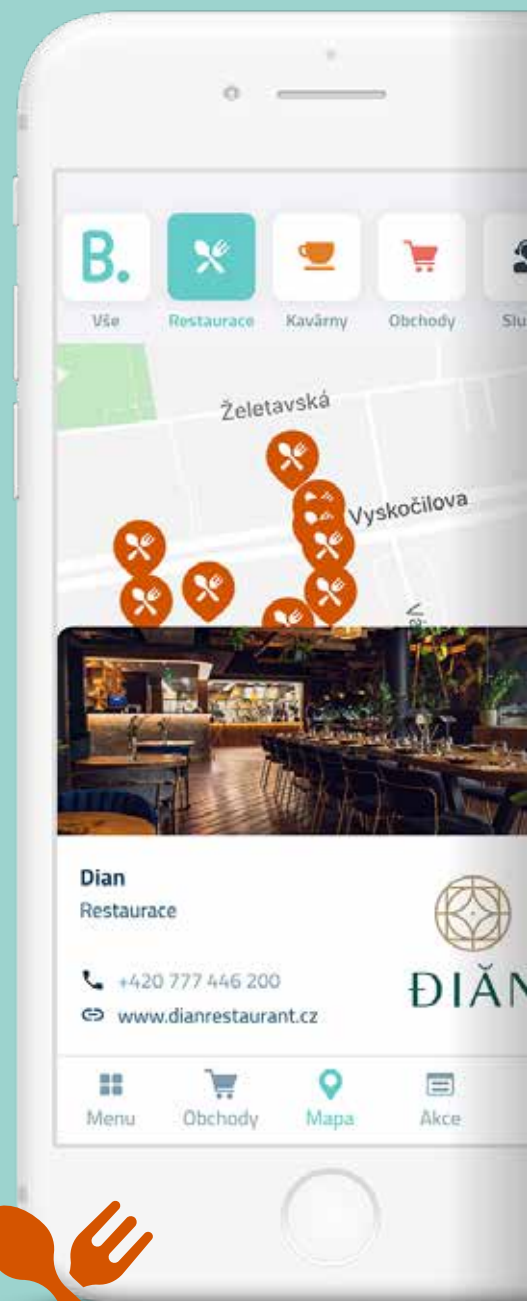 B.
Vše
Restaurace
Kavárny
Obchody
Želetavská
Vyskočilova
Dian
Restaurace
+420 777 446 200
www.dianrestaurant.cz
ĐIĂN
Menu
Obchody
Mapa
Akce